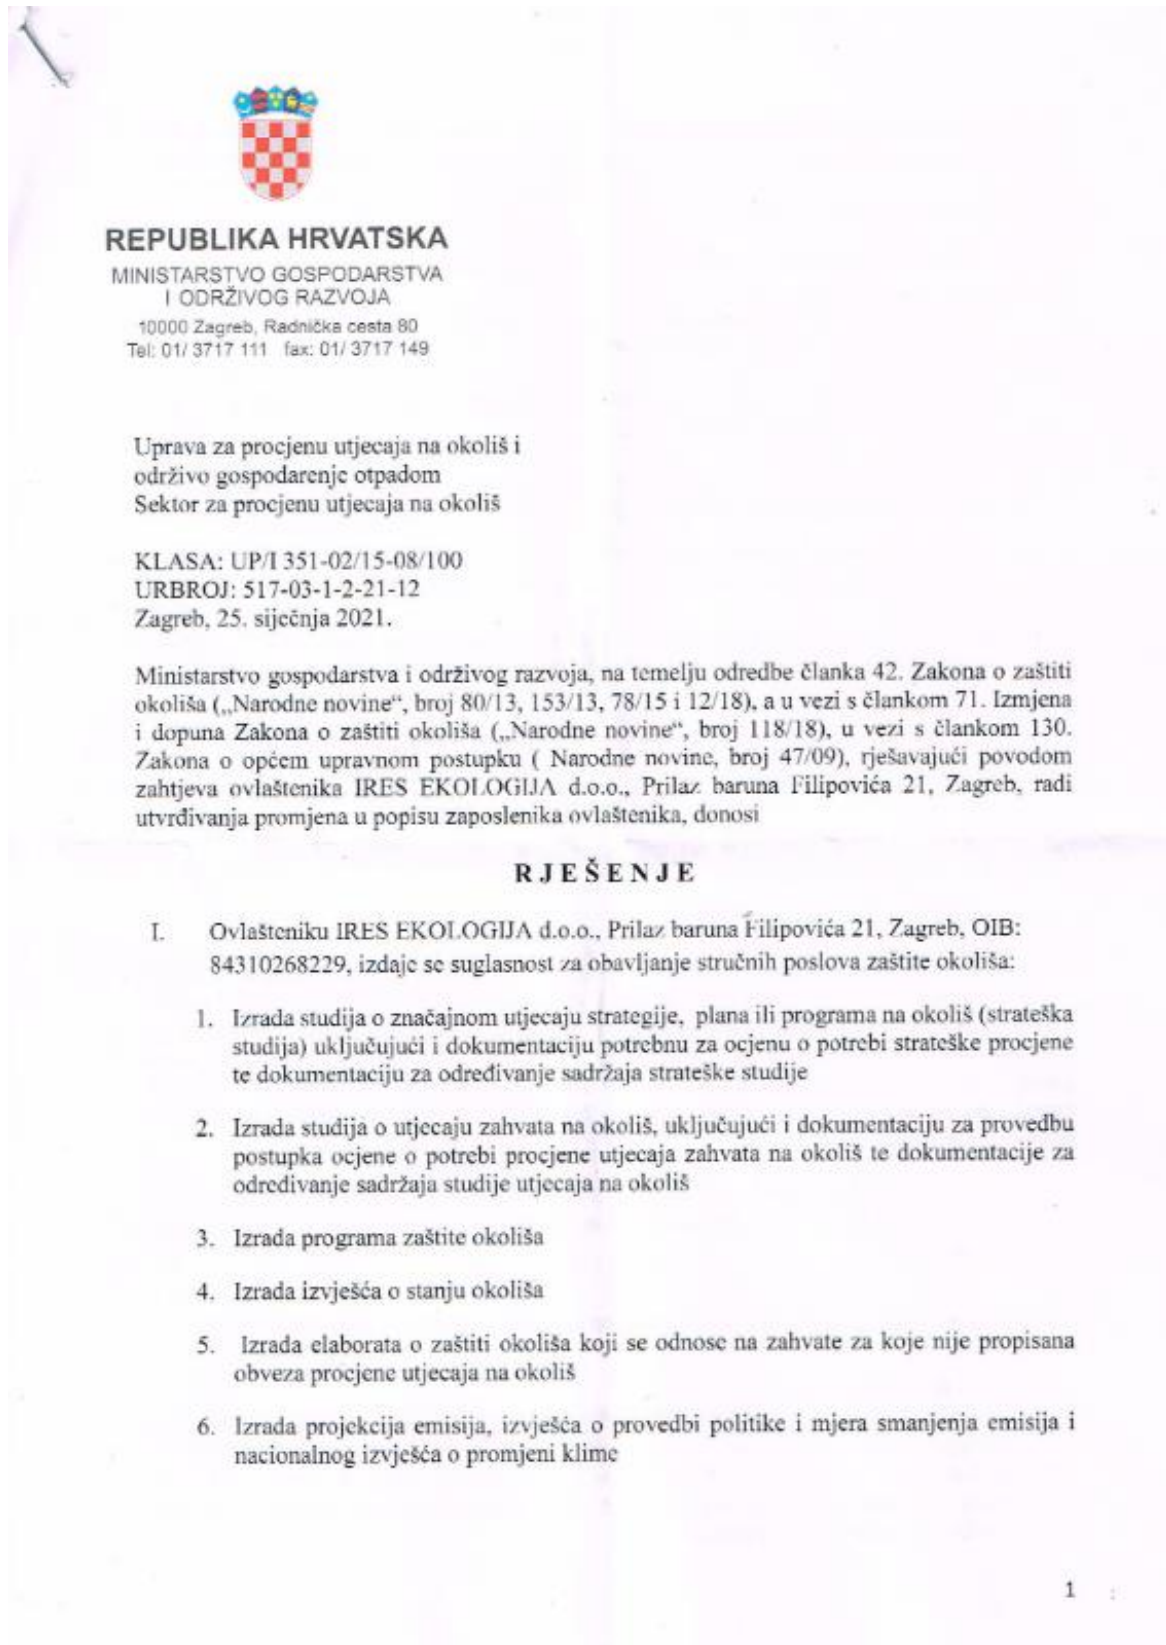 REPUBLIKA HRVATSKA
MINISTARSTVO GOSPODARSTVA
I ODRŽIVOG RAZVOJA
10000 Zagreb, Radnička cesta 80
Tel: 01/ 3717 111 fax: 01/ 3717 149
Uprava za procjenu utjecaja na okoliš i
održivo gospodarenje otpadom
Sektor za procjenu utjecaja na okoliš
KLASA: UP/I 351-02/15-08/100
URBROJ: 517-03-1-2-21-12
Zagreb, 25. siječnja 2021.
Ministarstvo gospodarstva i održivog razvoja, na temelju odredbe članka 42. Zakona o zaštiti
okoliša („Narodne novine“, broj 80/13, 153/13, 78/15 i 12/18), a u vezi s člankom 71. Izmjena
i dopuna Zakona o zaštiti okoliša („Narodne novine“, broj 118/18), u vezi s člankom 130.
Zakona o općem upravnom postupku ( Narodne novine, broj 47/09), rješavajući povodom
zahtjeva ovlaštenika IRES EKOLOGIJA d.o.o., Prilaz baruna Filipovića 21, Zagreb, radi
utvrđivanja promjena u popisu zaposlenika ovlaštenika, donosi
RJEŠENJE
I. Ovlašteniku IRES EKOLOGIJA d.o.o., Prilaz baruna Filipovića 21, Zagreb, OIB:
84310268229, izdaje se suglasnost za obavljanje stručnih poslova zaštite okoliša:
1. Izrada studija o značajnom utjecaju strategije, plana ili programa na okoliš (strateška
studija) uključujući i dokumentaciju potrebnu za ocjenu o potrebi strateške procjene
te dokumentaciju za određivanje sadržaja strateške studije
2. Izrada studija o utjecaju zahvata na okoliš, uključujući i dokumentaciju za provedbu
postupka ocjene o potrebi procjene utjecaja zahvata na okoliš te dokumentacije za
određivanje sadržaja studije utjecaja na okoliš
3. Izrada programa zaštite okoliša
4. Izrada izvješća o stanju okoliša
5. Izrada elaborata o zaštiti okoliša koji se odnose na zahvate za koje nije propisana
obveza procjene utjecaja na okoliš
6. Izrada projekcija emisija, izvješća o provedbi politike i mjera smanjenja emisija i
nacionalnog izvješća o promjeni klime
1